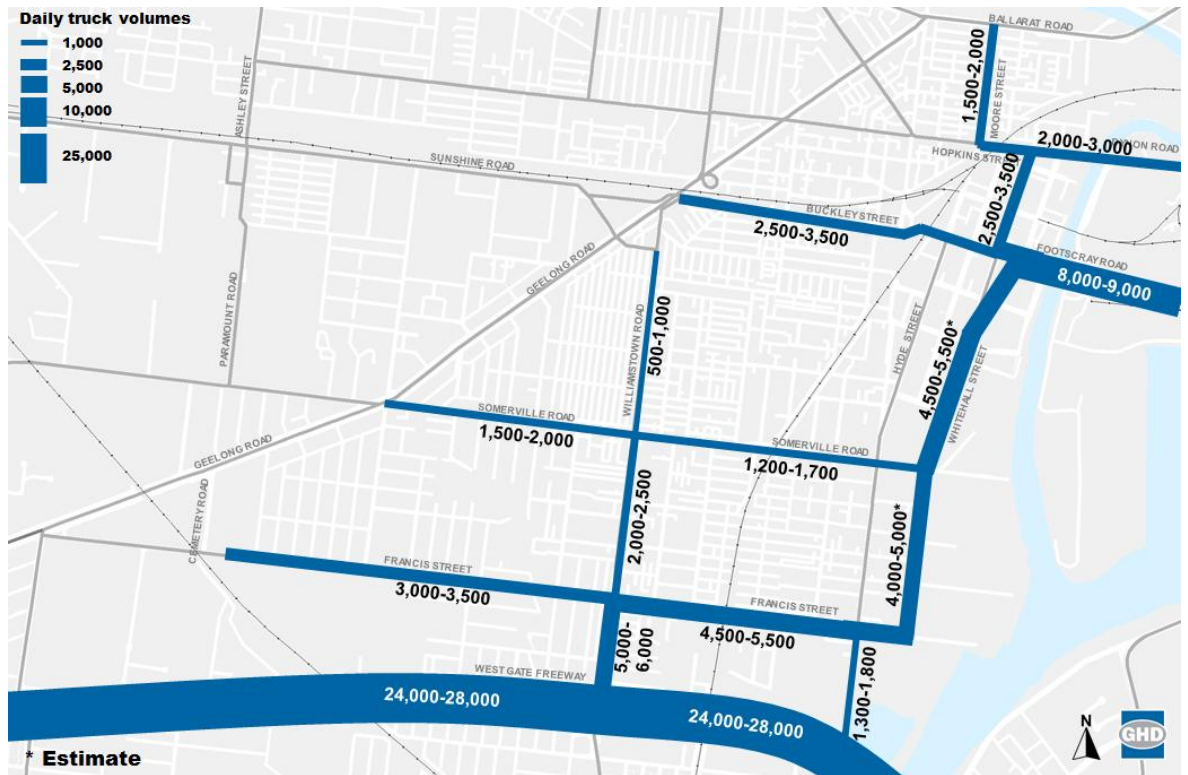 Daily truck volumes
1,000
2,500
5,000
10,000
25,000
BALLARAT ROAD
1,500-2,000
MOORE STREET
ASHLEY STREET
2,000-3,000
ROAD
HOPKINS
SUNSHINE ROAD
2,500-3,500
BUCKLEY STREET
2,500-3,500
FOOTSCRAY ROAD
8,000-9,000
GEELONG ROAD
PARAMOUNT ROAD
WILLIAMSTOWN ROAD
500-1,000
HYDE STREET
4,500-5,500*
WHITEHALL STREET
SOMERVILLE ROAD
1,500-2,000
SOMERVILLE ROAD
1,200-1,700
GEELONG ROAD
CEMETERY ROAD
2,000-2,500
4,000-5,000*
FRANCIS STREET
3,000-3,500
FRANCIS STREET
4,500-5,500
5,000-
6,000
1,300-1,800
WEST GATE FREEWAY
24,000-28,000
24,000-28,000
* Estimate
N
GHD